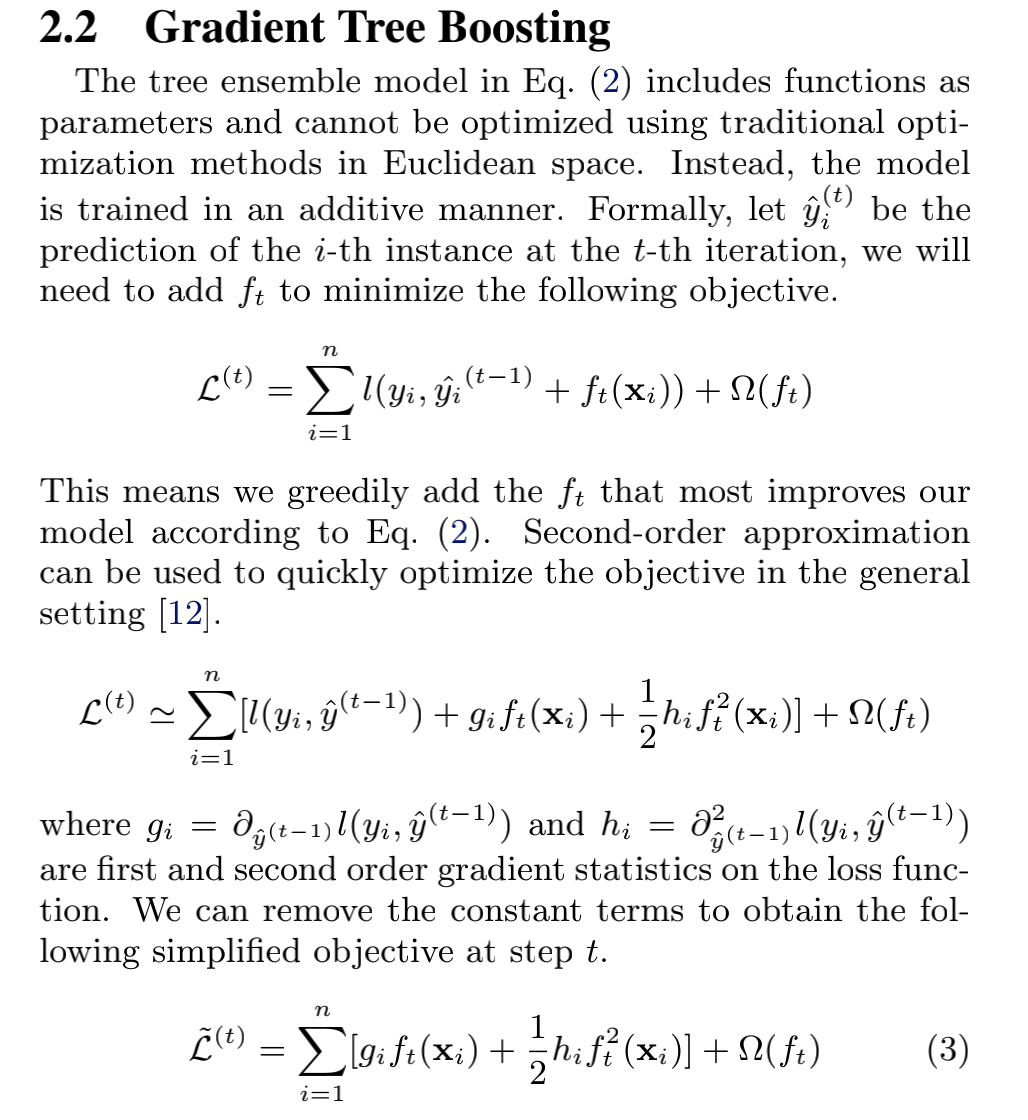 2.2 Gradient Tree Boosting
The tree ensemble model in Eq. (2) includes functions as
parameters and cannot be optimized using traditional opti-
mization methods in Euclidean space. Instead, the model
is trained in an additive manner. Formally, let ŷ_i^{(t)} be the
prediction of the i-th instance at the t-th iteration, we will
need to add f_t to minimize the following objective.
\mathcal{L}^{(t)} = \sum_{i=1}^{n} l(y_i, \hat{y_i}^{(t-1)} + f_t(\mathbf{x}_i)) + \Omega(f_t)
This means we greedily add the f_t that most improves our
model according to Eq. (2). Second-order approximation
can be used to quickly optimize the objective in the general
setting [12].
\mathcal{L}^{(t)} \simeq \sum_{i=1}^{n} [l(y_i, \hat{y}^{(t-1)}) + g_i f_t(\mathbf{x}_i) + \frac{1}{2} h_i f_t^2(\mathbf{x}_i)] + \Omega(f_t)
where g_i = \partial_{\hat{y}^{(t-1)}} l(y_i, \hat{y}^{(t-1)}) and h_i = \partial^2_{\hat{y}^{(t-1)}} l(y_i, \hat{y}^{(t-1)})
are first and second order gradient statistics on the loss func-
tion. We can remove the constant terms to obtain the fol-
lowing simplified objective at step t.
\tilde{\mathcal{L}}^{(t)} = \sum_{i=1}^{n} [g_i f_t(\mathbf{x}_i) + \frac{1}{2} h_i f_t^2(\mathbf{x}_i)] + \Omega(f_t) (3)